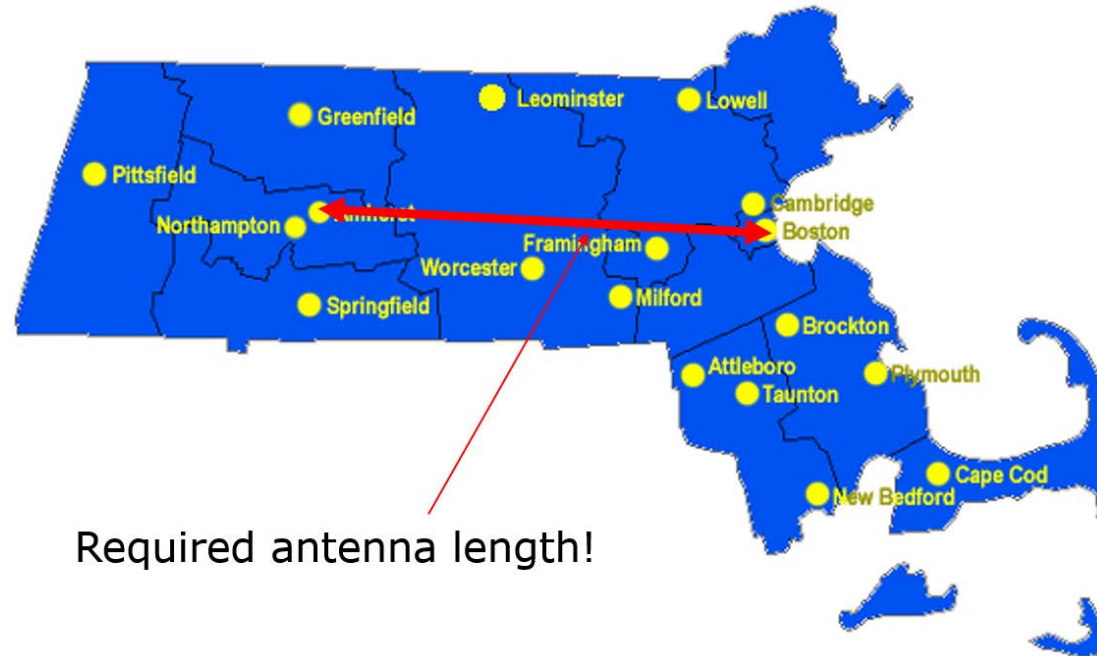 Leominster
Lowell
Greenfield
Pittsfield
Cambridge
Amherst
Northampton
Boston
Framingham
Worcester
Milford
Springfield
Brockton
Attleboro
Plymouth
Taunton
Cape Cod
New Bedford
Required antenna length!